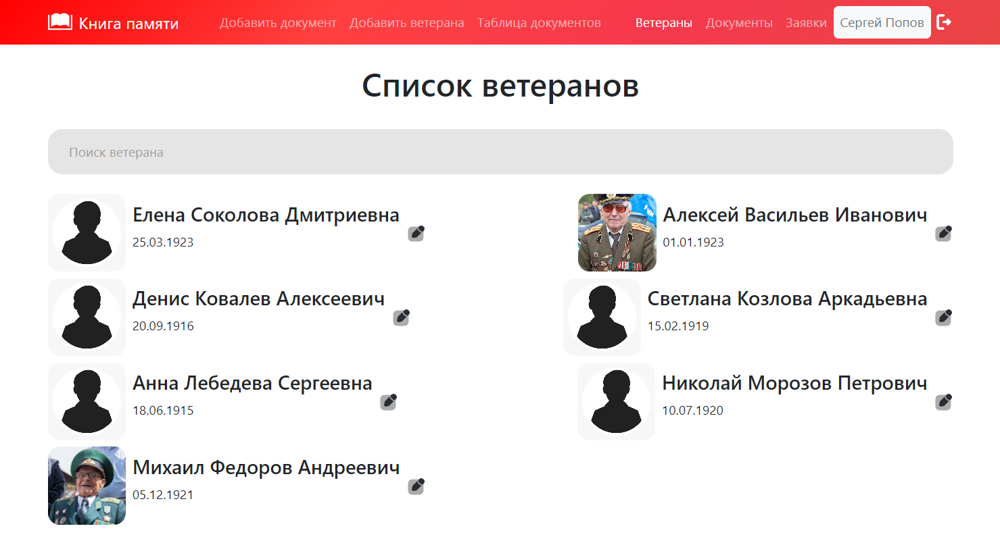 Книга памяти Добавить документ Добавить ветерана Таблица документов Ветераны Документы Заявки Сергей Попов
Список ветеранов
Поиск ветерана
Елена Соколова Дмитриевна
25.03.1923
Алексей Васильев Иванович
01.01.1923
Денис Ковалев Алексеевич
20.09.1916
Светлана Козлова Аркадьевна
15.02.1919
Анна Лебедева Сергеевна
18.06.1915
Николай Морозов Петрович
10.07.1920
Михаил Федоров Андреевич
05.12.1921